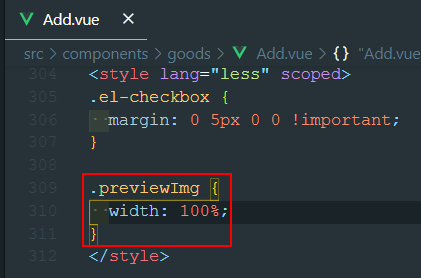 Add.vue ×
src > components > goods > Add.vue > {} "Add.vue
304 <style lang="less" scoped>
305 .el-checkbox {
306 margin: 0 5px 0 0 !important;
307 }
308
309 .previewImg {
310 width: 100%;
311 }
312 </style>